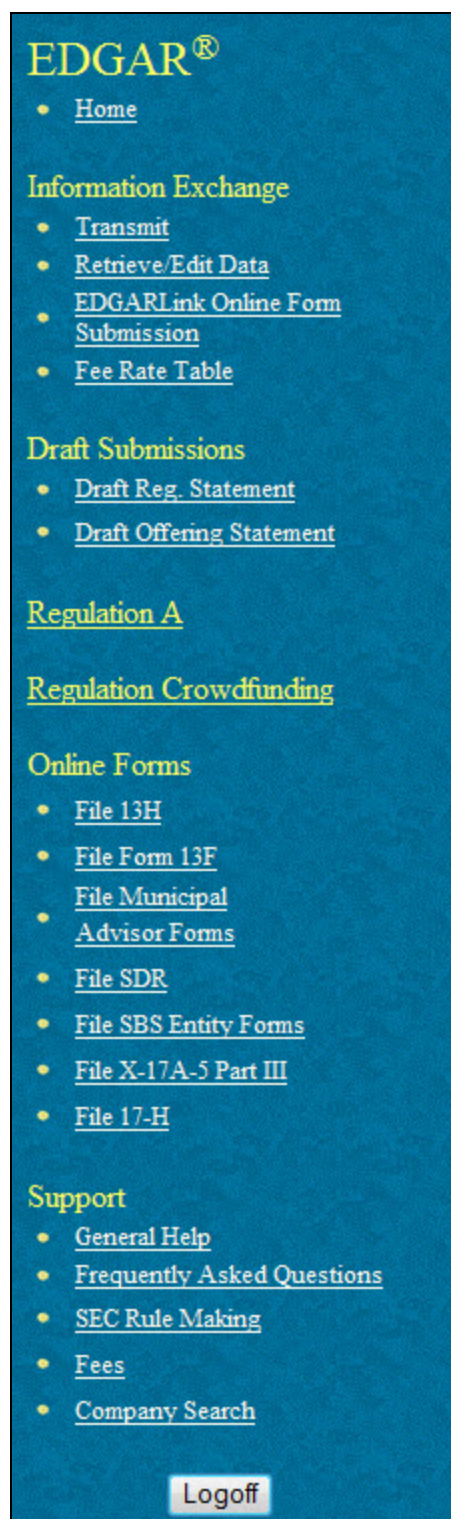 EDGAR®
Home
Information Exchange
Transmit
Retrieve/Edit Data
EDGARLink Online Form
Submission
Fee Rate Table
Draft Submissions
Draft Reg. Statement
Draft Offering Statement
Regulation A
Regulation Crowdfunding
Online Forms
File 13H
File Form 13F
File Municipal
Advisor Forms
File SDR
File SBS Entity Forms
File X-17A-5 Part III
File 17-H
Support
General Help
Frequently Asked Questions
SEC Rule Making
Fees
Company Search
Logoff